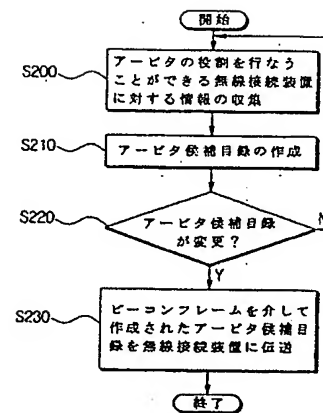 開始
S200
アービタの役割を行なう
ことができる無線接続装置
に対する情報の収集
S210
アービタ候補目録の作成
S220
アービタ候補目録
が変更？
N
Y
S230
ビーコンフレームを介して
作成されたアービタ候補目
録を無線接続装置に伝送
終了